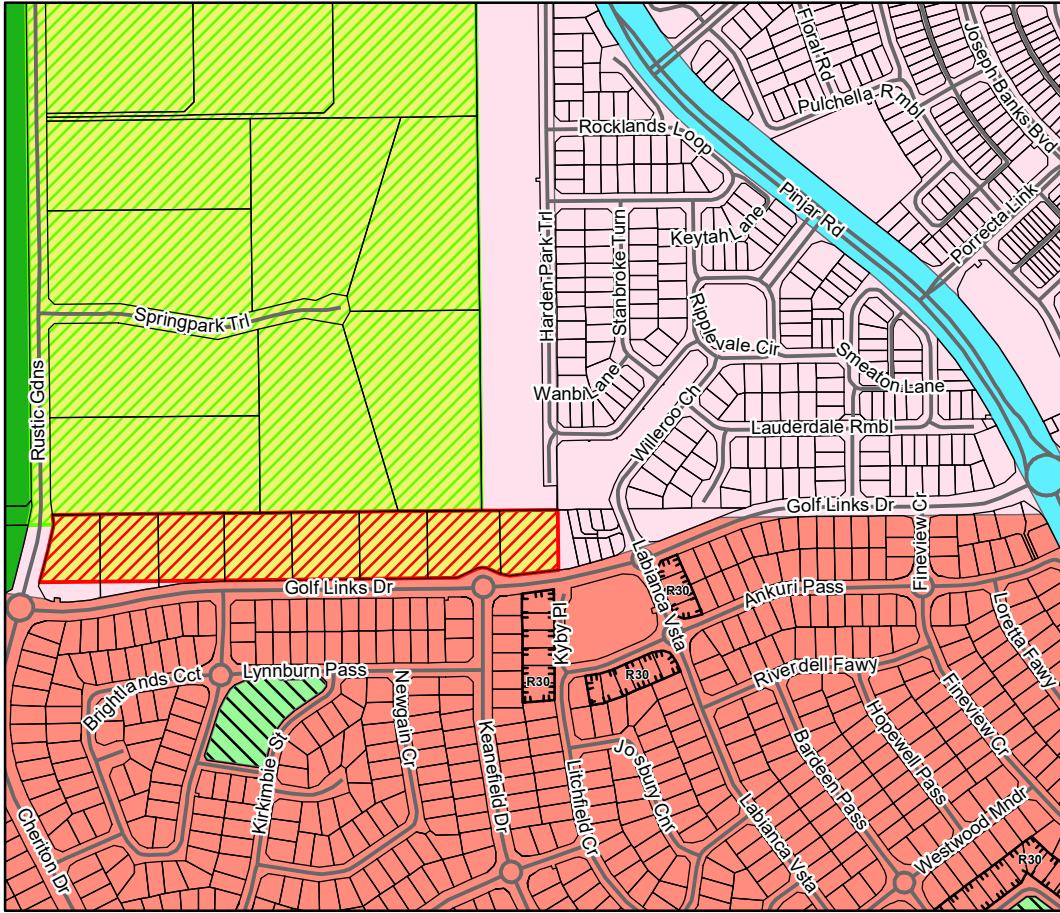 Floral Rd
Joseph Banks Bvd
Pulchella Rmbl
Rocklands Loop
Pinjar Rd
Porrecta Link
Keytah Lane
Harden Park Trl
Stanbroke Turn
Springpark Trl
Ripplevale Cir
Smeaton Lane
Rustic Gdns
Wanbi Lane
Willeroo Ch
Lauderdale Rmbl
Golf Links Dr
Fineview Cr
Labianca Vsta
Golf Links Dr
R30
Ankuri Pass
Loretta Fawy
Kyby Pl
Lynnburn Pass
R30
R30
Riverdell Fawy
Brightlands Cct
Newgain Cr
Keanefield Dr
Hopewell Pass
Fineview Cr
Kirkimbie St
Josbury Cnr
Bardeen Pass
Litchfield Cr
Labianca Vsta
Cheriton Dr
Westwood Mndr
R30